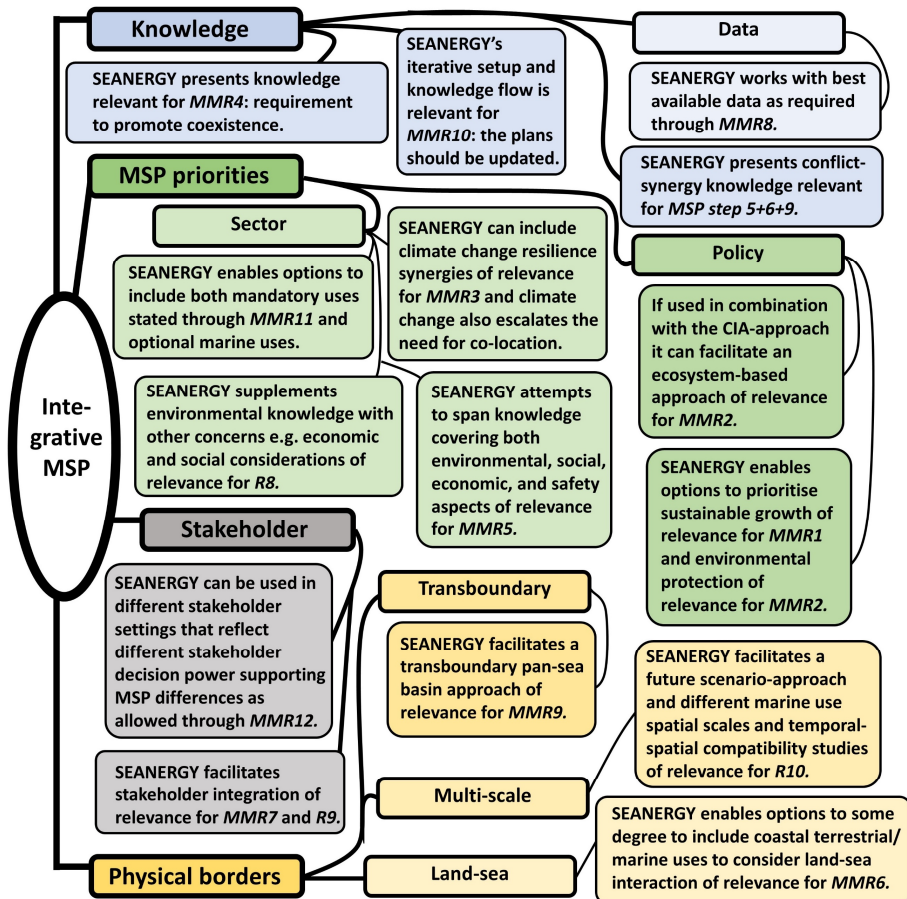 Knowledge
SEANERGY presents knowledge
relevant for MMR4: requirement
to promote coexistence.
SEANERGY's
iterative setup and
knowledge flow is
relevant for
MMR10: the plans
should be updated.
Data
SEANERGY works with best
available data as required
through MMR8.
SEANERGY presents conflict-
synergy knowledge relevant
for MSP step 5+6+9.
MSP priorities
Sector
SEANERGY enables options to
include both mandatory uses
stated through MMR11 and
optional marine uses.
SEANERGY can include
climate change resilience
synergies of relevance
for MMR3 and climate
change also escalates the
need for co-location.
SEANERGY supplements
environmental knowledge with
other concerns e.g. economic
and social considerations of
relevance for R8.
SEANERGY attempts
to span knowledge
covering both
environmental, social,
economic, and safety
aspects of relevance
for MMR5.
Policy
If used in combination
with the CIA-approach
it can facilitate an
ecosystem-based
approach of relevance
for MMR2.
SEANERGY enables
options to prioritise
sustainable growth of
relevance for MMR1
and environmental
protection of
relevance for MMR2.
Inte-
grative
MSP
Stakeholder
SEANERGY can be used in
different stakeholder
settings that reflect
different stakeholder
decision power supporting
MSP differences as
allowed through MMR12.
SEANERGY facilitates
stakeholder integration of
relevance for MMR7 and R9.
Physical borders
Transboundary
SEANERGY facilitates a
transboundary pan-sea
basin approach of
relevance for MMR9.
Multi-scale
SEANERGY facilitates a
future scenario-approach
and different marine use
spatial scales and temporal-
spatial compatibility studies
of relevance for R10.
Land-sea
SEANERGY enables options to some
degree to include coastal terrestrial/
marine uses to consider land-sea
interaction of relevance for MMR6.